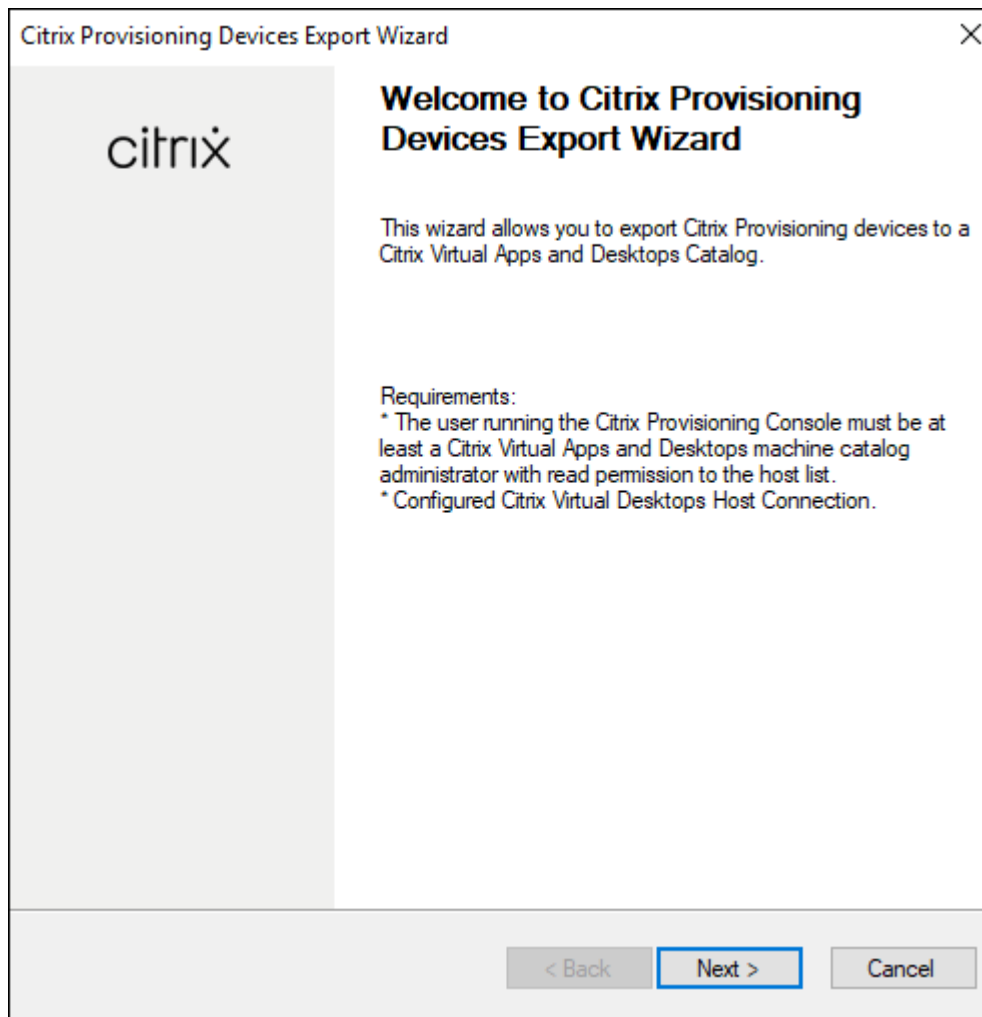 Citrix Provisioning Devices Export Wizard
citrix
Welcome to Citrix Provisioning
Devices Export Wizard
This wizard allows you to export Citrix Provisioning devices to a
Citrix Virtual Apps and Desktops Catalog.
Requirements:
* The user running the Citrix Provisioning Console must be at
least a Citrix Virtual Apps and Desktops machine catalog
administrator with read permission to the host list.
* Configured Citrix Virtual Desktops Host Connection.
< Back
Next >
Cancel